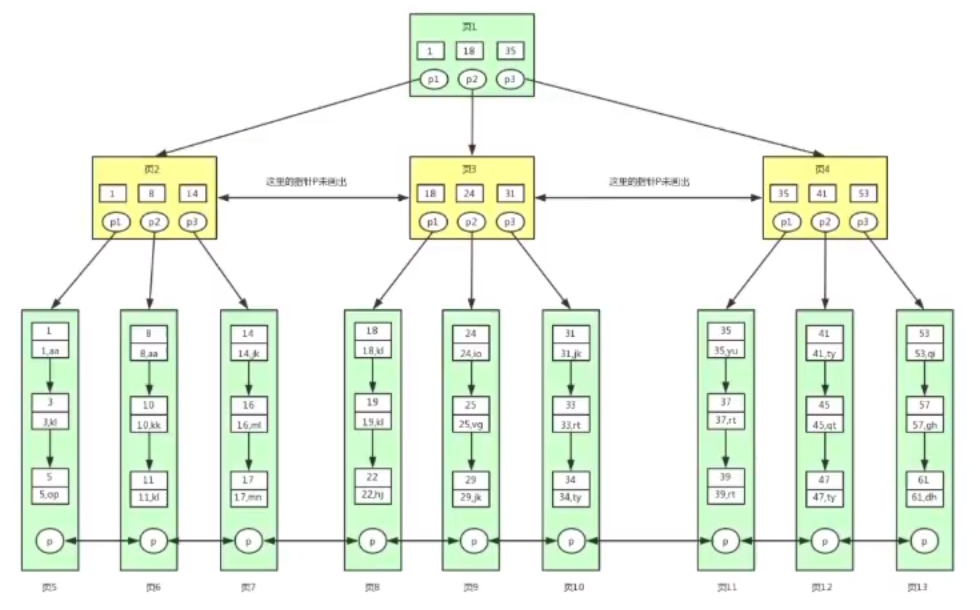 页1
1 18 35
p1 p2 p3
页2
1 8 14
p1 p2 p3
这里的指针P未画出
页3
18 24 31
p1 p2 p3
这里的指针P未画出
页4
35 41 53
p1 p2 p3
1
1,aa
3
3,kl
5
5,op
p
页5
8
8,aa
10
10,kk
11
11,kl
p
页6
14
14,jk
16
16,ml
17
17,mn
p
页7
18
18,kl
19
19,kl
22
22,hj
p
页8
24
24,io
25
25,vg
29
29,jk
p
页9
31
31,jk
33
33,rt
34
34,ty
p
页10
35
35,yu
37
37,rt
39
39,rt
p
页11
41
41,ty
45
45,qt
47
47,ty
p
页12
53
53,qi
57
57,gh
61
61,dh
p
页13